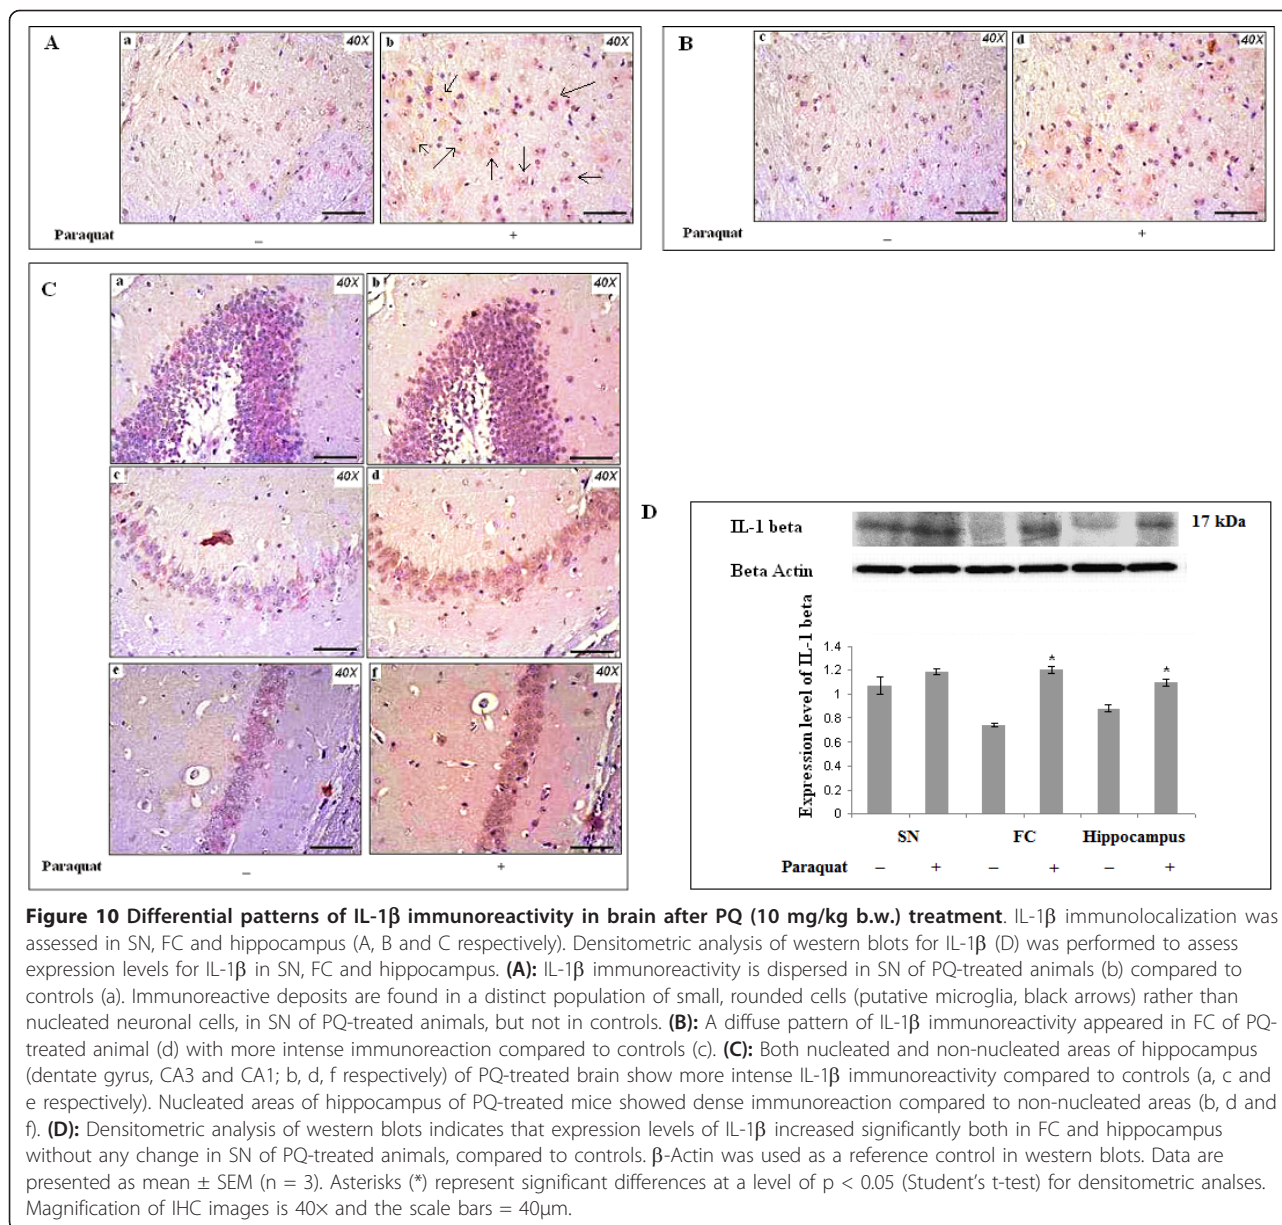 A
a
40X
b
40X
Paraquat
–
+
B
c
40X
d
40X
Paraquat
–
+
C
a
40X
b
40X
c
40X
d
40X
e
40X
f
40X
Paraquat
–
+
D
IL-1 beta
17 kDa
Beta Actin
Expression level of IL-1 beta
1.4
1.2
1
0.8
0.6
0.4
0.2
0
*
*
SN FC Hippocampus
Paraquat – + – + – +
Figure 10 Differential patterns of IL-1β immunoreactivity in brain after PQ (10 mg/kg b.w.) treatment. IL-1β immunolocalization was
assessed in SN, FC and hippocampus (A, B and C respectively). Densitometric analysis of western blots for IL-1β (D) was performed to assess
expression levels for IL-1β in SN, FC and hippocampus. (A): IL-1β immunoreactivity is dispersed in SN of PQ-treated animals (b) compared to
controls (a). Immunoreactive deposits are found in a distinct population of small, rounded cells (putative microglia, black arrows) rather than
nucleated neuronal cells, in SN of PQ-treated animals, but not in controls. (B): A diffuse pattern of IL-1β immunoreactivity appeared in FC of PQ-
treated animal (d) with more intense immunoreaction compared to controls (c). (C): Both nucleated and non-nucleated areas of hippocampus
(dentate gyrus, CA3 and CA1; b, d, f respectively) of PQ-treated brain show more intense IL-1β immunoreactivity compared to controls (a, c and
e respectively). Nucleated areas of hippocampus of PQ-treated mice showed dense immunoreaction compared to non-nucleated areas (b, d and
f). (D): Densitometric analysis of western blots indicates that expression levels of IL-1β increased significantly both in FC and hippocampus
without any change in SN of PQ-treated animals, compared to controls. β-Actin was used as a reference control in western blots. Data are
presented as mean ± SEM (n = 3). Asterisks (*) represent significant differences at a level of p < 0.05 (Student's t-test) for densitometric analses.
Magnification of IHC images is 40× and the scale bars = 40μm.